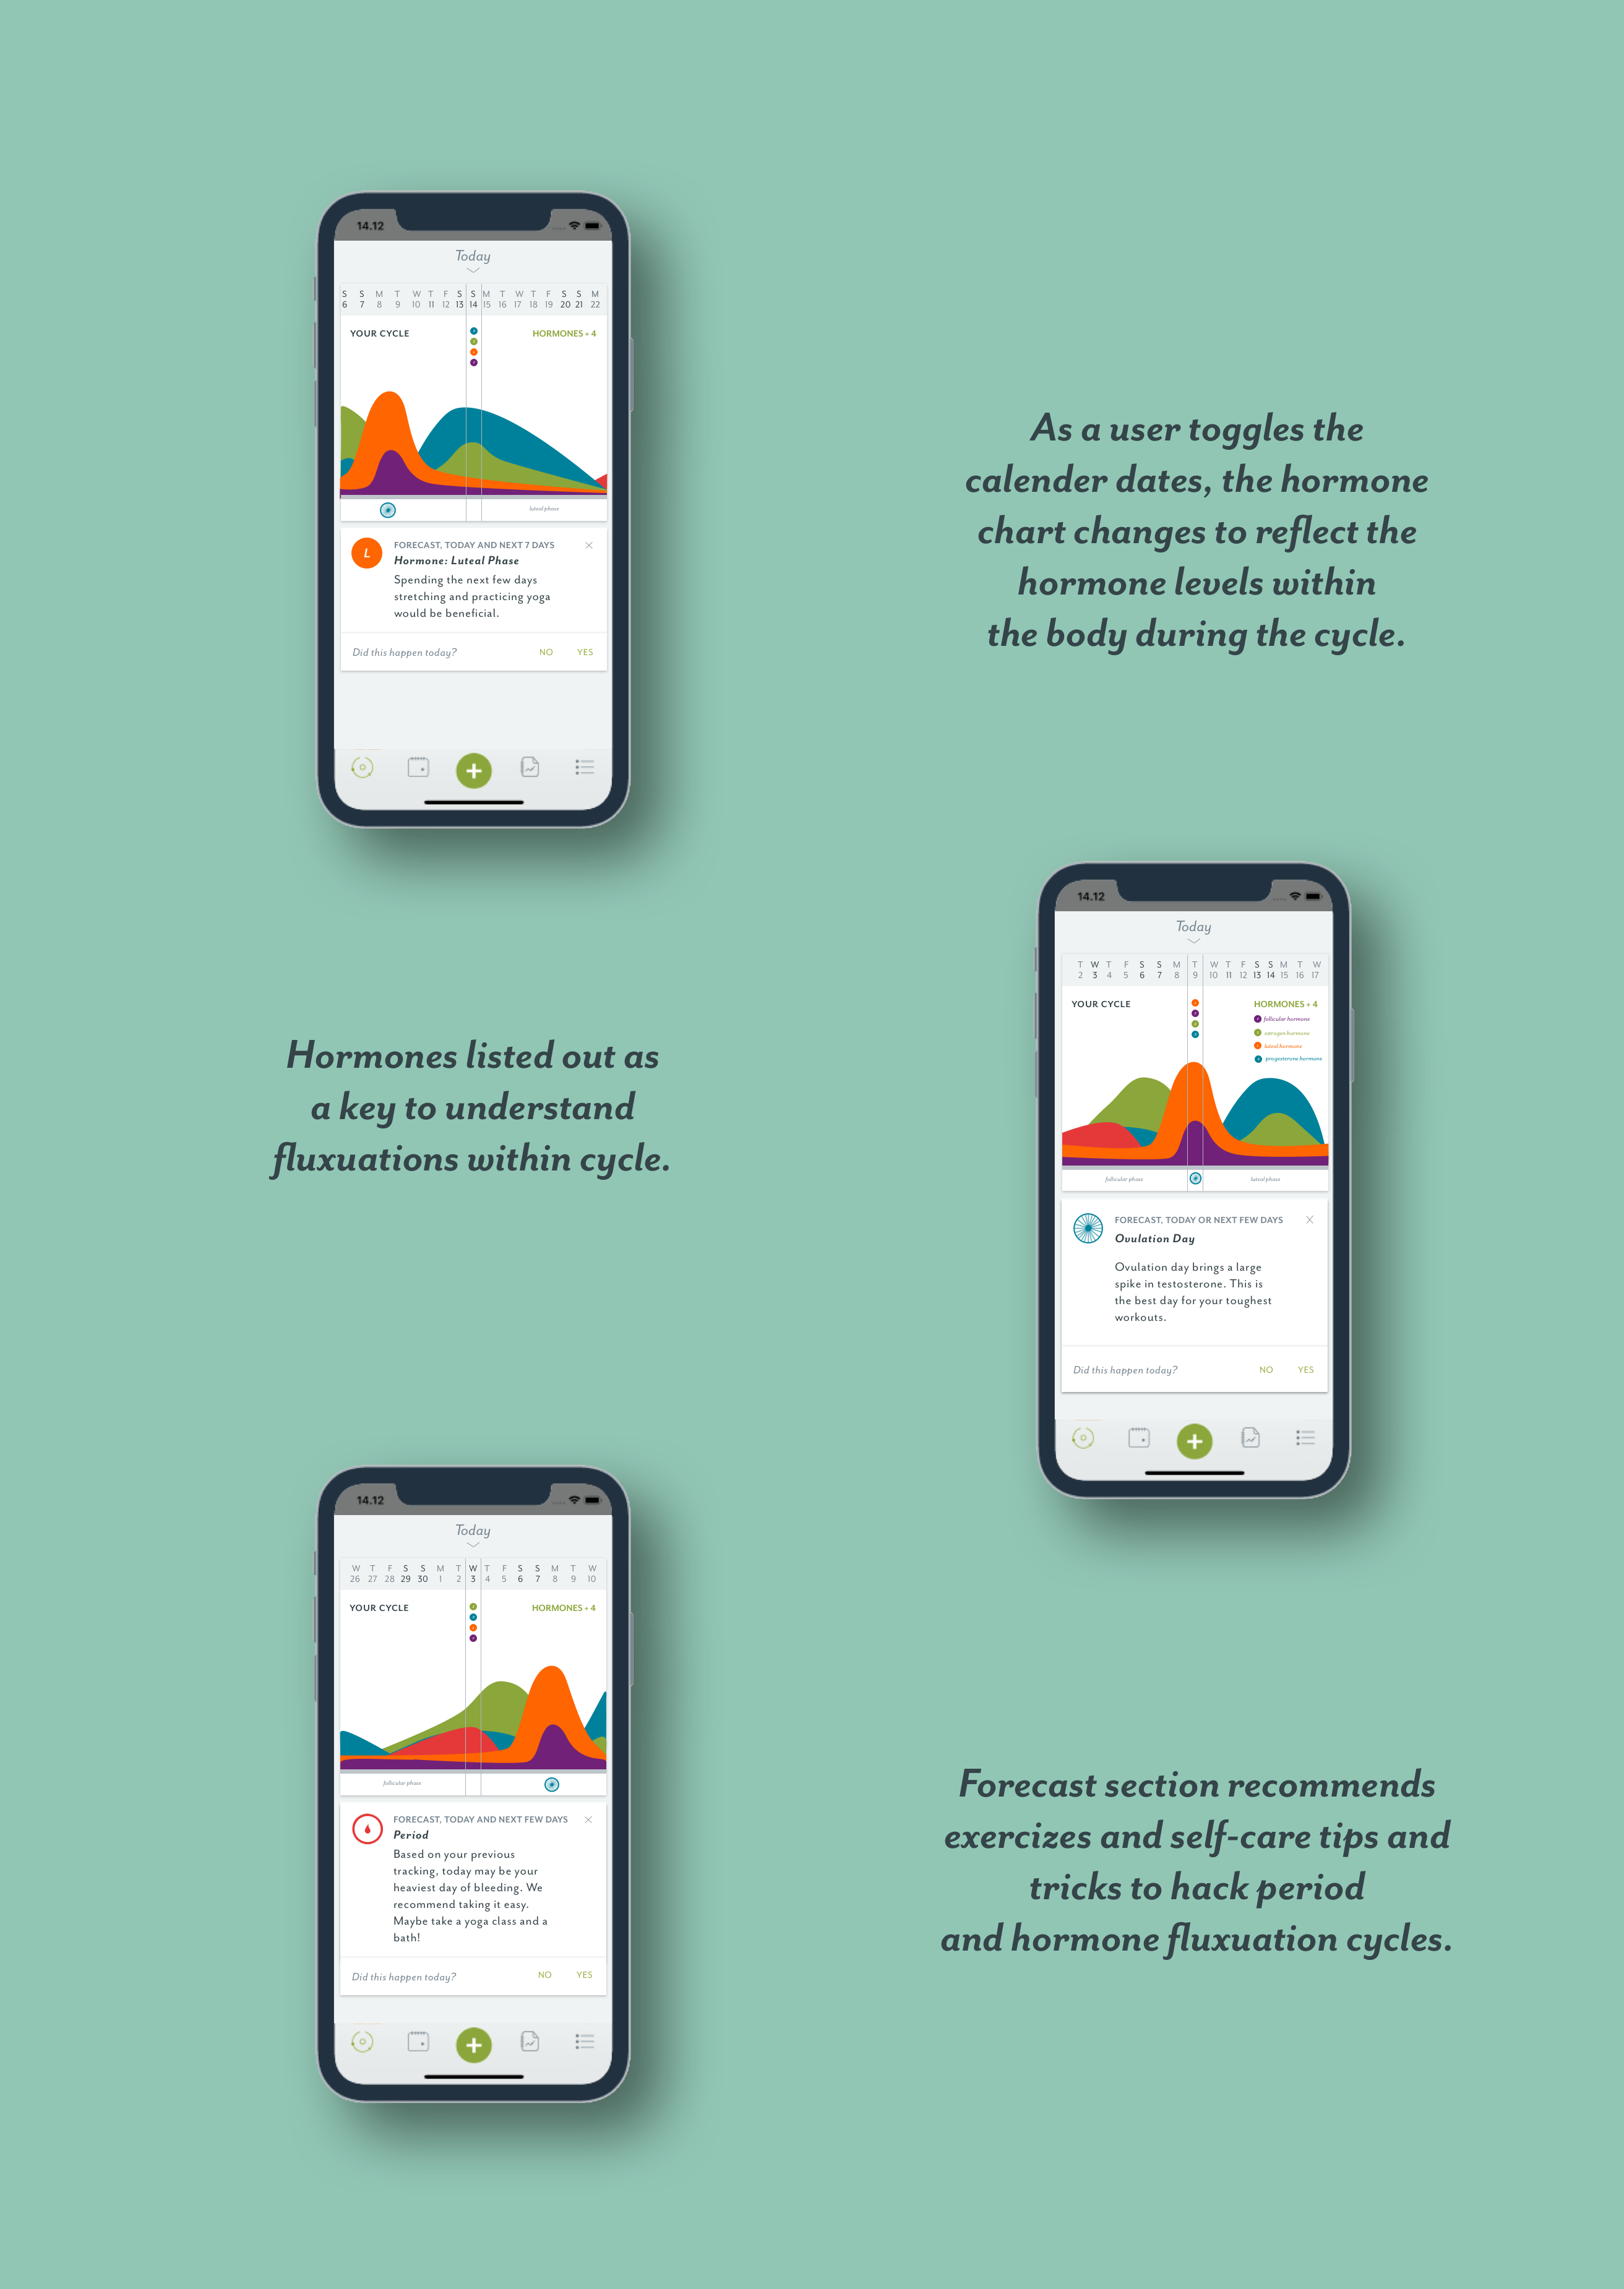 14.12
Today
S S M T W T F S S M T W T F S S M
6 7 8 9 10 11 12 13 14 15 16 17 18 19 20 21 22
YOUR CYCLE
HORMONES + 4
luteal phase
L
FORECAST, TODAY AND NEXT 7 DAYS
Hormone: Luteal Phase
Spending the next few days
stretching and practicing yoga
would be beneficial.
Did this happen today? NO YES
As a user toggles the
calender dates, the hormone
chart changes to reflect the
hormone levels within
the body during the cycle.
Hormones listed out as
a key to understand
fluxuations within cycle.
14.12
Today
T W T F S S M T W T F S S M T W
2 3 4 5 6 7 8 9 10 11 12 13 14 15 16 17
YOUR CYCLE
HORMONES + 4
follicular hormone
estrogen hormone
luteal hormone
progesterone hormone
follicular phase
luteal phase
FORECAST, TODAY OR NEXT FEW DAYS
Ovulation Day
Ovulation day brings a large
spike in testosterone. This is
the best day for your toughest
workouts.
Did this happen today? NO YES
14.12
Today
W T F S S M T W T F S S M T W
26 27 28 29 30 1 2 3 4 5 6 7 8 9 10
YOUR CYCLE
HORMONES + 4
follicular phase
FORECAST, TODAY AND NEXT FEW DAYS
Period
Based on your previous
tracking, today may be your
heaviest day of bleeding. We
recommend taking it easy.
Maybe take a yoga class and a
bath!
Did this happen today? NO YES
Forecast section recommends
exercizes and self-care tips and
tricks to hack period
and hormone fluxuation cycles.